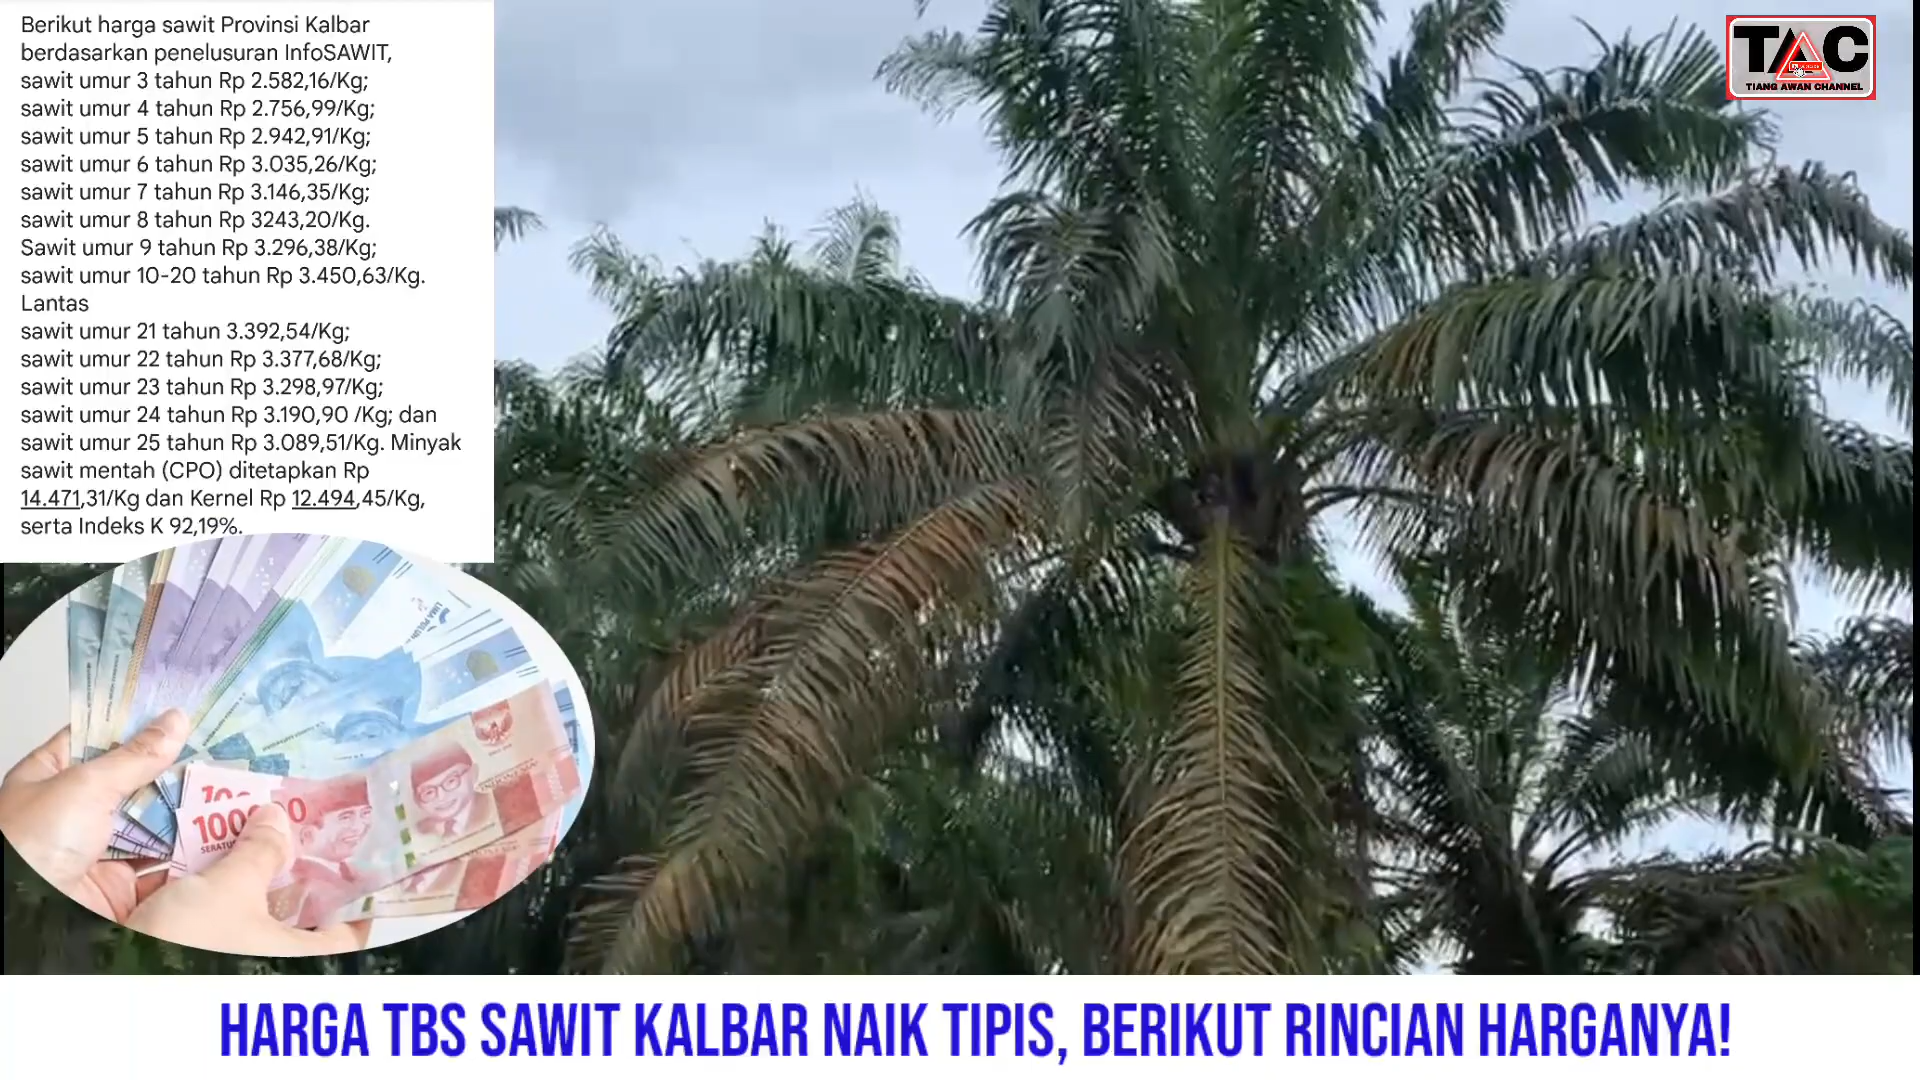 Berikut harga sawit Provinsi Kalbar
berdasarkan penelusuran InfoSAWIT,
sawit umur 3 tahun Rp 2.582,16/Kg;
sawit umur 4 tahun Rp 2.756,99/Kg;
sawit umur 5 tahun Rp 2.942,91/Kg;
sawit umur 6 tahun Rp 3.035,26/Kg;
sawit umur 7 tahun Rp 3.146,35/Kg;
sawit umur 8 tahun Rp 3243,20/Kg.
Sawit umur 9 tahun Rp 3.296,38/Kg;
sawit umur 10-20 tahun Rp 3.450,63/Kg.
Lantas
sawit umur 21 tahun 3.392,54/Kg;
sawit umur 22 tahun Rp 3.377,68/Kg;
sawit umur 23 tahun Rp 3.298,97/Kg;
sawit umur 24 tahun Rp 3.190,90 /Kg; dan
sawit umur 25 tahun Rp 3.089,51/Kg. Minyak
sawit mentah (CPO) ditetapkan Rp
14.471,31/Kg dan Kernel Rp 12.494,45/Kg,
serta Indeks K 92,19%.
TAC
TIANG AWAN CHANNEL
100
HARGA TBS SAWIT KALBAR NAIK TIPIS, BERIKUT RINCIAN HARGANYA!